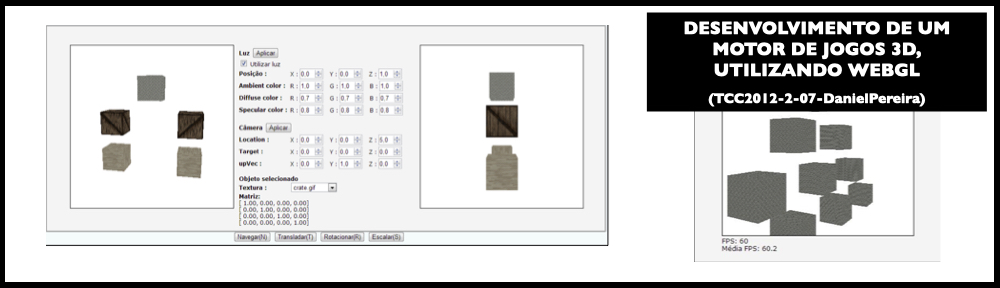 DESENVOLVIMENTO DE UM
MOTOR DE JOGOS 3D,
UTILIZANDO WEBGL
(TCC2012-2-07-DanielPereira)
Luz Aplicar
Utilizar luz
Posição : X : 0.0 Y : 0.0 Z : 1.0
Ambient color : R : 1.0 G : 1.0 B : 1.0
Diffuse color : R : 0.7 G : 0.7 B : 0.7
Specular color : R : 0.8 G : 0.8 B : 0.8
Câmera Aplicar
Location : X : 0.0 Y : 0.0 Z : 5.0
Target : X : 0.0 Y : 0.0 Z : 0.0
upVec : X : 0.0 Y : 1.0 Z : 0.0
Objeto selecionado
Textura : crate.gif
Matriz:
[ 1.00, 0.00, 0.00, 0.00]
[ 0.00, 1.00, 0.00, 0.00]
[ 0.00, 0.00, 1.00, 0.00]
[ 0.00, 0.00, 0.00, 1.00]
Navegar(N) Transladar(T) Rotacionar(R) Escalar(S)
FPS: 60
Média FPS: 60.2